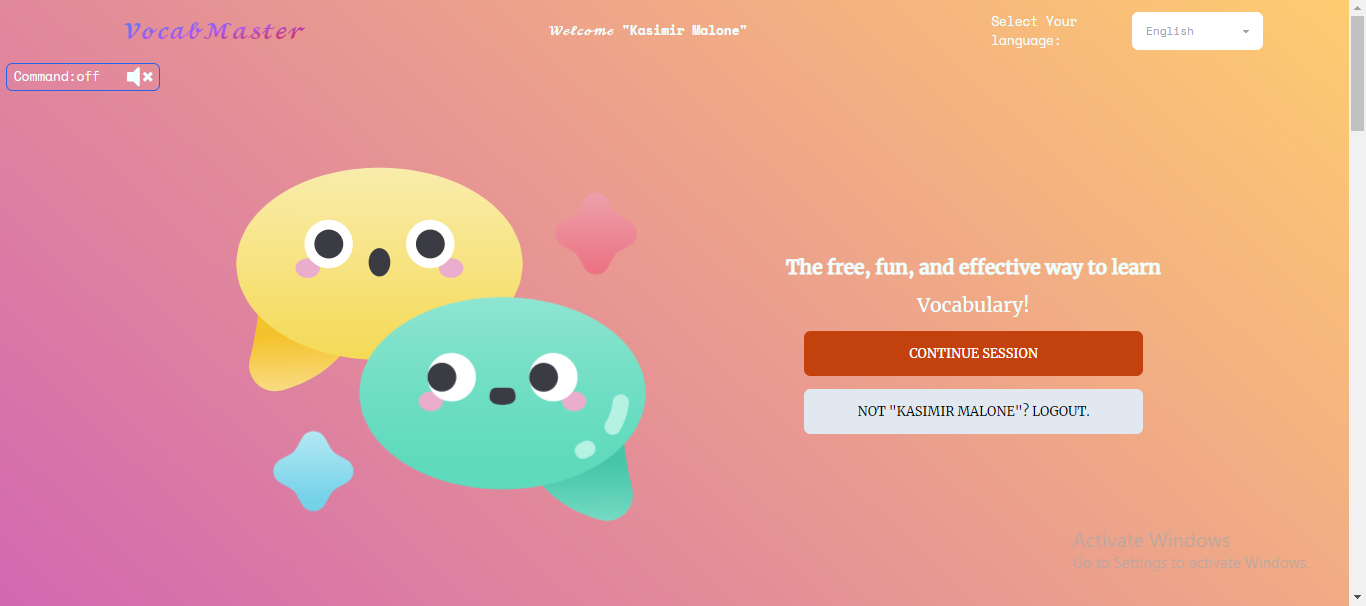 VocabMaster
Welcome "Kasimir Malone"
Select Your
language:
English
Command:off
The free, fun, and effective way to learn
Vocabulary!
CONTINUE SESSION
NOT "KASIMIR MALONE"? LOGOUT.
Activate Windows
Go to Settings to activate Windows.